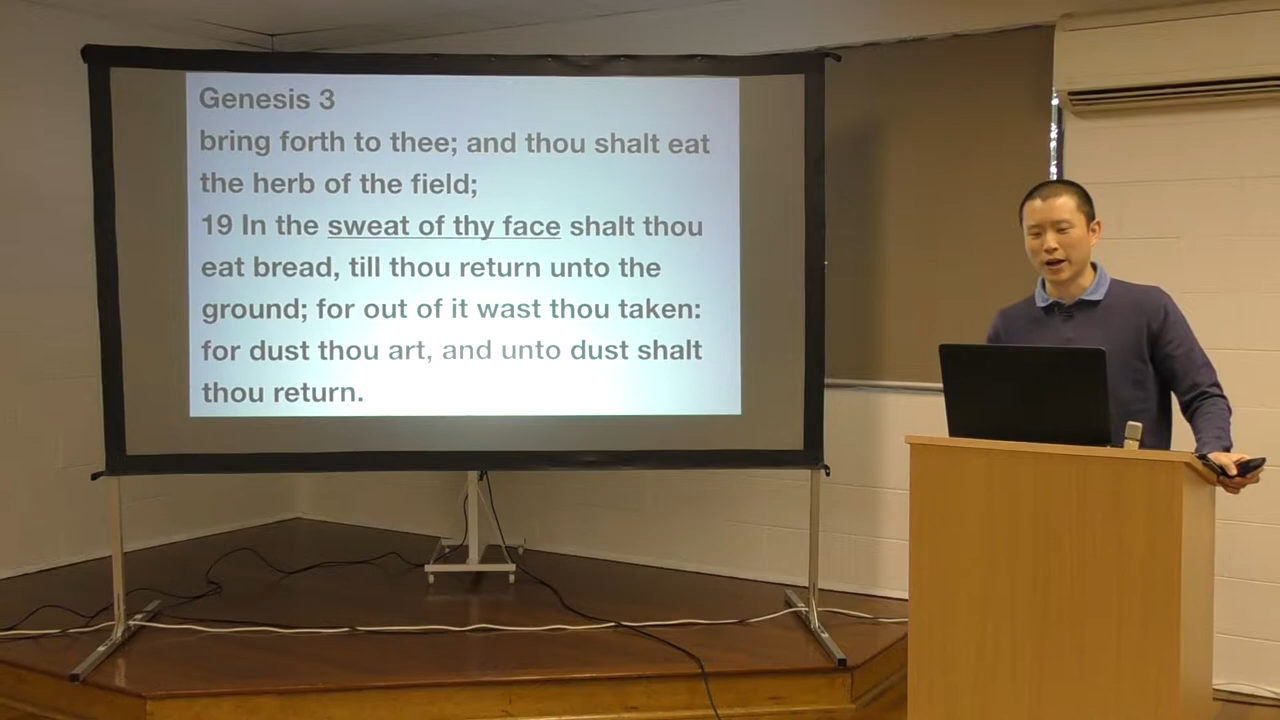 Genesis 3
bring forth to thee; and thou shalt eat
the herb of the field;
19 In the sweat of thy face shalt thou
eat bread, till thou return unto the
ground; for out of it wast thou taken:
for dust thou art, and unto dust shalt
thou return.